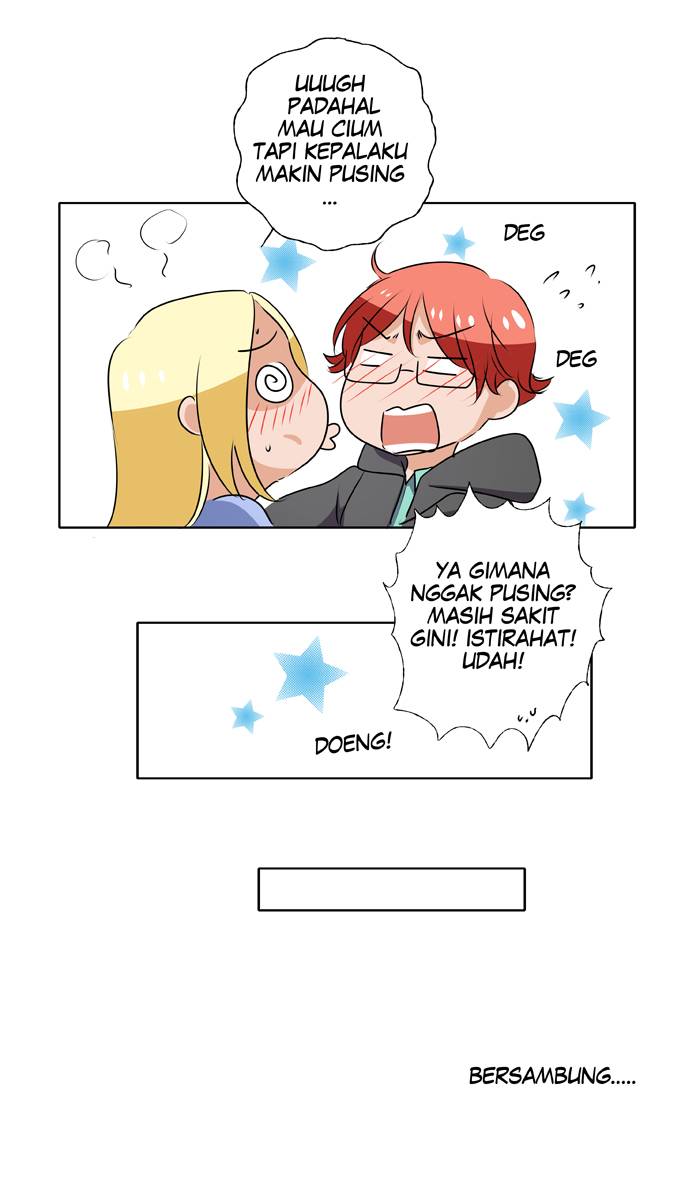 UUUGH
PADAHAL
MAU CIUM
TAPI KEPALAKU
MAKIN PUSING
...
DEG
DEG
YA GIMANA
NGGAK PUSING?
MASIH SAKIT
GINI! ISTIRAHAT!
UDAH!
DOENG!
BERSAMBUNG.....